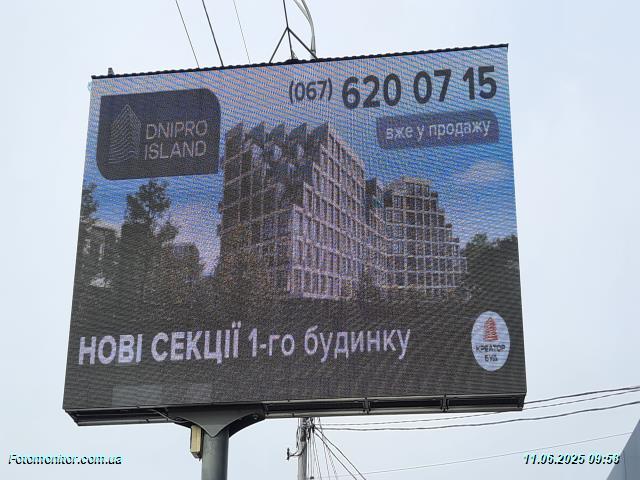 (067) 620 07 15
DNIPRO
ISLAND
вже у продажу
НОВІ СЕКЦІЇ 1-го будинку
КРЕАТОР
БУД
Fotomonitor.com.ua
11.06.2025 09:58